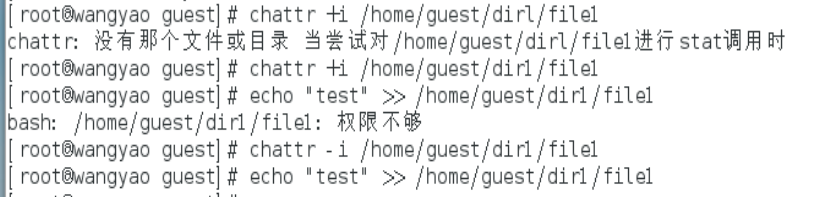 [root@wangyao guest]# chattr +i /home/guest/dirl/file1
chattr: 没有那个文件或目录 当尝试对/home/guest/dirl/file1进行stat调用时
[root@wangyao guest]# chattr +i /home/guest/dir1/file1
[root@wangyao guest]# echo "test" >> /home/guest/dir1/file1
bash: /home/guest/dir1/file1: 权限不够
[root@wangyao guest]# chattr -i /home/guest/dir1/file1
[root@wangyao guest]# echo "test" >> /home/guest/dir1/file1